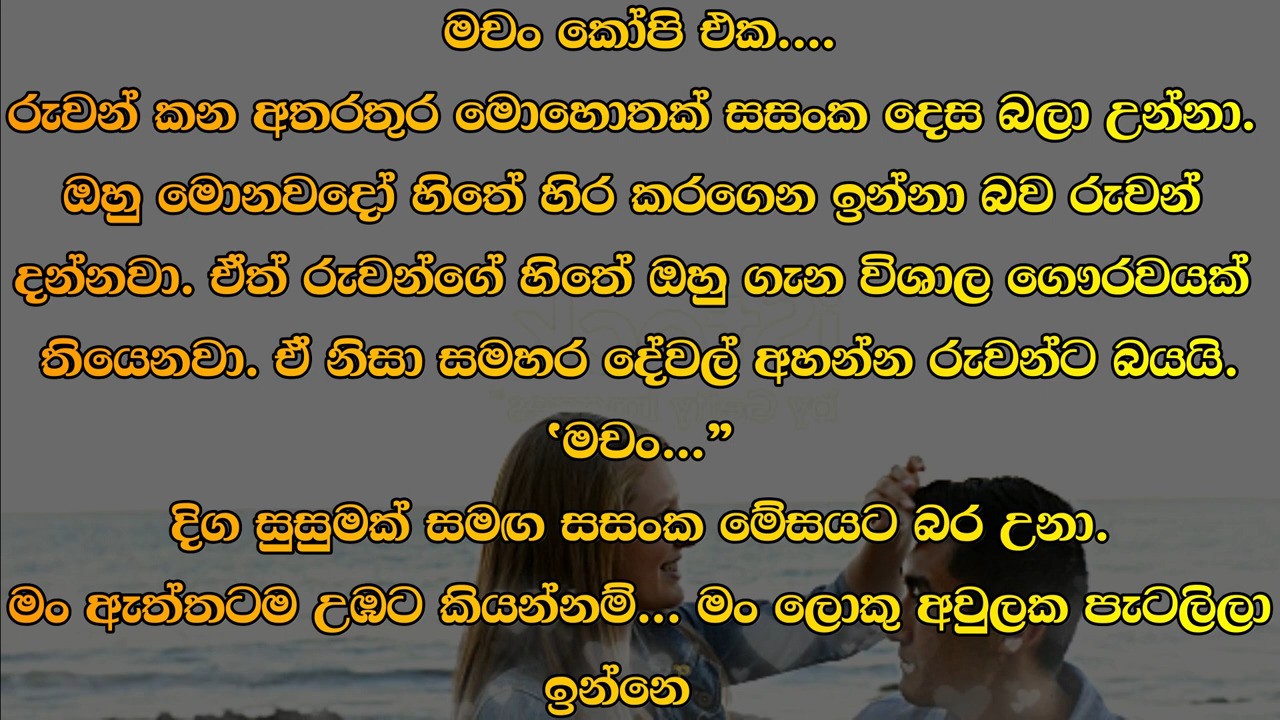 මචං කෝපි එක....
රුවන් කන අතරතුර මොහොතක් සසංක දෙස බලා උන්නා.
ඔහු මොනවදෝ හිතේ හිර කරගෙන ඉන්නා බව රුවන්
දන්නවා. ඒත් රුවන්ගේ හිතේ ඔහු ගැන විශාල ගෞරවයක්
තියෙනවා. ඒ නිසා සමහර දේවල් අහන්න රුවන්ට බයයි.
‘මචං...”
දිග සුසුමක් සමඟ සසංක මේසයට බර උනා.
මං ඇත්තටම උඹට කියන්නම්... මං ලොකු අවුලක පැටලිලා
ඉන්නෙ